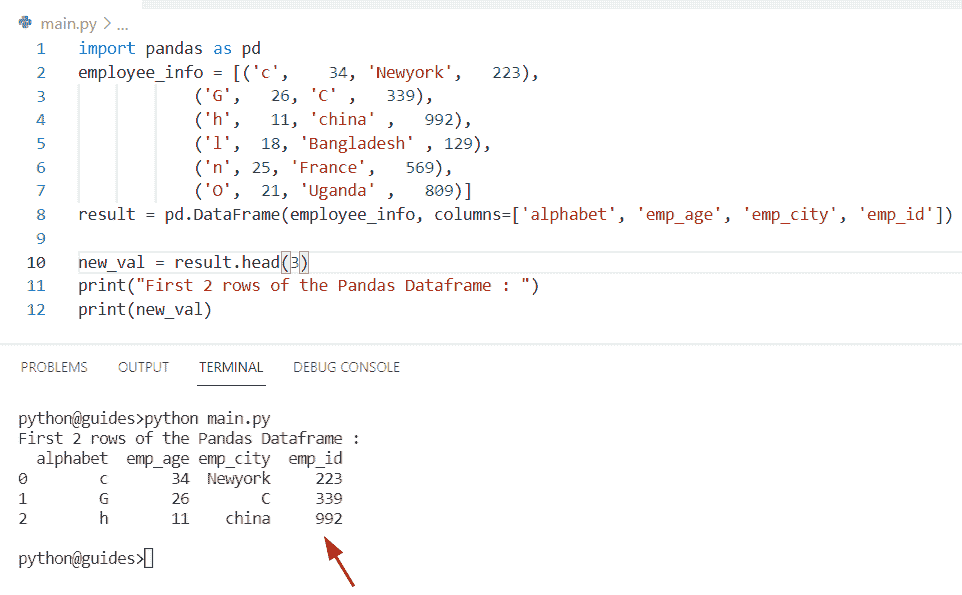 main.py > ...
1 import pandas as pd
2 employee_info = [('c',    34, 'Newyork',   223),
3            ('G',   26, 'C' ,   339),
4            ('h',   11, 'china' ,   992),
5            ('l',  18, 'Bangladesh' , 129),
6            ('n', 25, 'France',   569),
7            ('O',  21, 'Uganda' ,   809)]
8 result = pd.DataFrame(employee_info, columns=['alphabet', 'emp_age', 'emp_city', 'emp_id'])
9
10 new_val = result.head(3)
11 print("First 2 rows of the Pandas Dataframe : ")
12 print(new_val)
PROBLEMS OUTPUT TERMINAL DEBUG CONSOLE
python@guides>python main.py
First 2 rows of the Pandas Dataframe :
  alphabet  emp_age emp_city  emp_id
0        c       34  Newyork     223
1        G       26        C     339
2        h       11    china     992
python@guides>